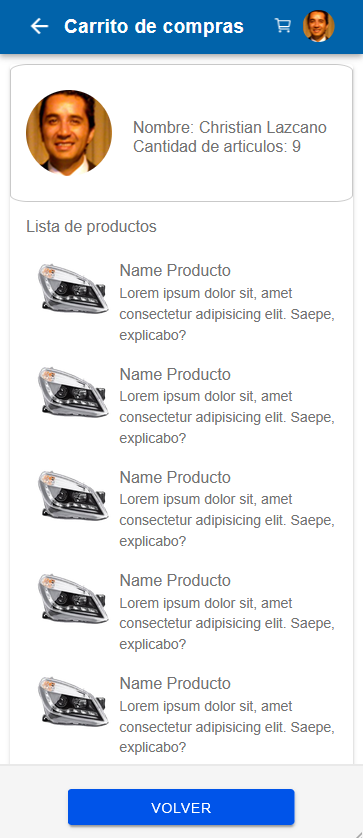 Carrito de compras
Nombre: Christian Lazcano
Cantidad de articulos: 9
Lista de productos
Name Producto
Lorem ipsum dolor sit, amet
consectetur adipisicing elit. Saepe,
explicabo?
Name Producto
Lorem ipsum dolor sit, amet
consectetur adipisicing elit. Saepe,
explicabo?
Name Producto
Lorem ipsum dolor sit, amet
consectetur adipisicing elit. Saepe,
explicabo?
Name Producto
Lorem ipsum dolor sit, amet
consectetur adipisicing elit. Saepe,
explicabo?
Name Producto
Lorem ipsum dolor sit, amet
consectetur adipisicing elit. Saepe,
explicabo?
VOLVER